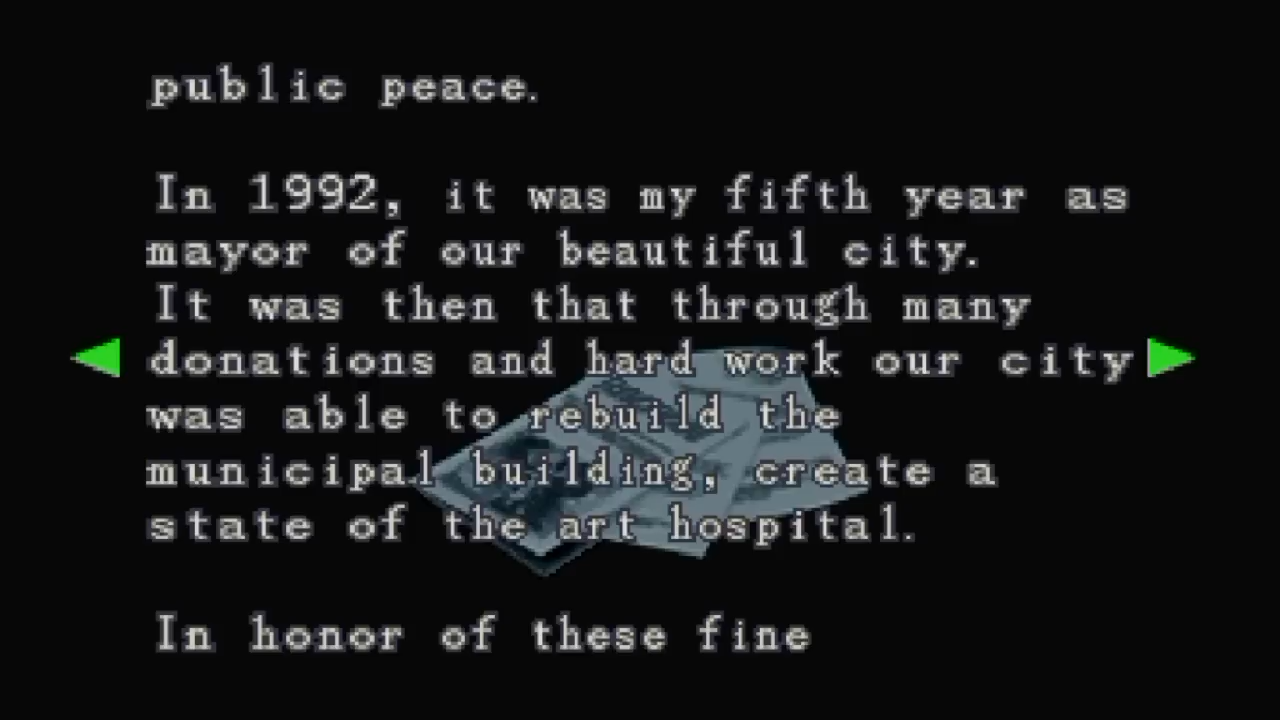 public peace.
In 1992, it was my fifth year as
mayor of our beautiful city.
It was then that through many
donations and hard work our city
was able to rebuild the
municipal building, create a
state of the art hospital.
In honor of these fine